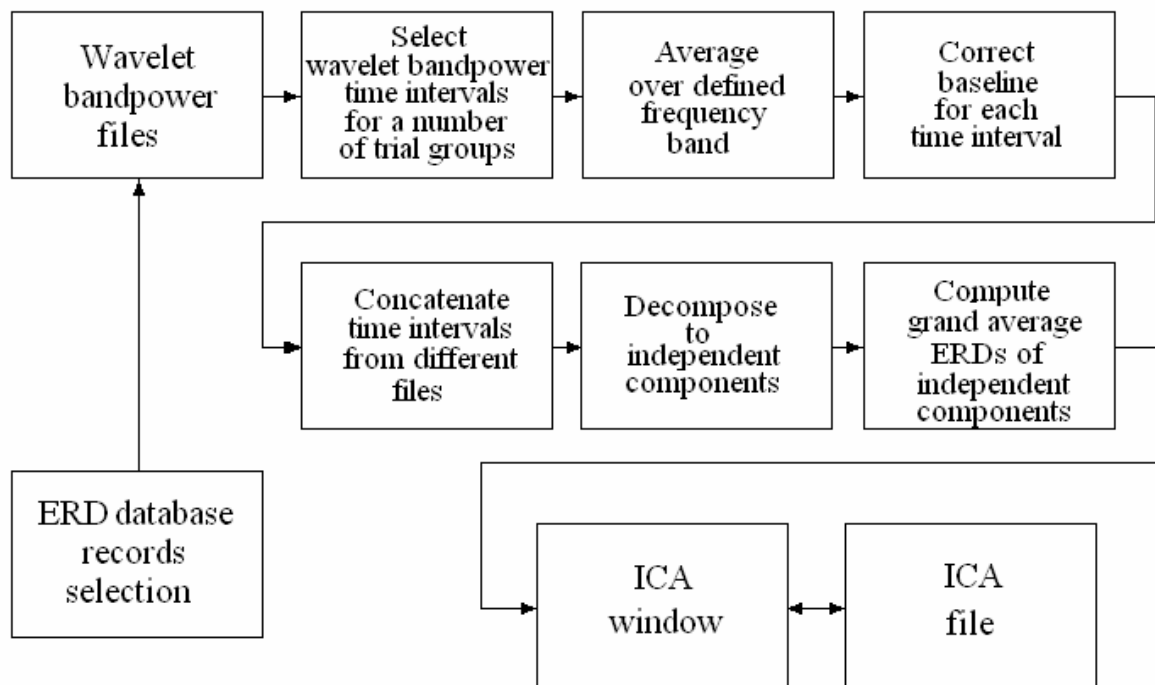 Wavelet
bandpower
files
Select
wavelet bandpower
time intervals
for a number
of trial groups
Average
over defined
frequency
band
Correct
baseline
for each
time interval
Concatenate
time intervals
from different
files
Decompose
to
independent
components
Compute
grand average
ERDs of
independent
components
ERD database
records
selection
ICA
window
ICA
file